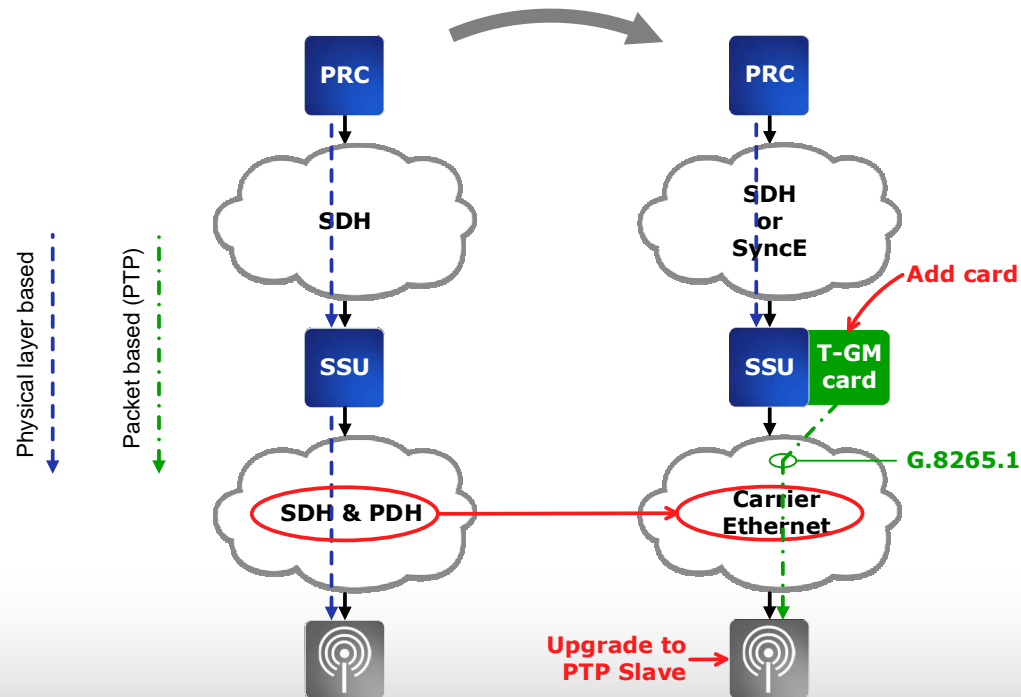 PRC
PRC
SDH
SDH
or
SyncE
Physical layer based
Packet based (PTP)
Add card
SSU
SSU
T-GM
card
G.8265.1
SDH & PDH
Carrier
Ethernet
Upgrade to
PTP Slave